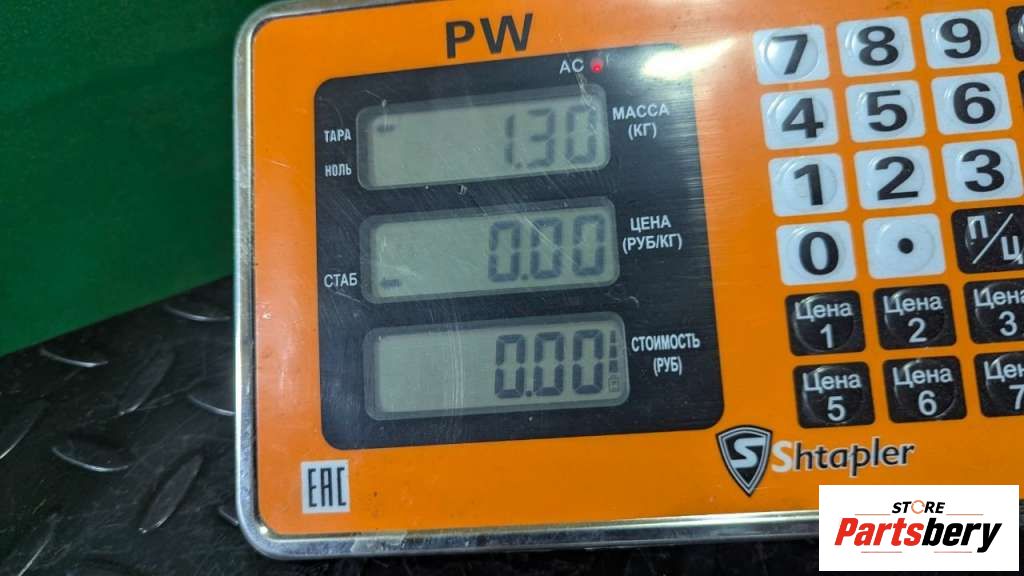 PW
AC
ТАРА
НОЛЬ
1.30
МАССА
(КГ)
СТАБ
0.00
ЦЕНА
(РУБ/КГ)
0.00
СТОИМОСТЬ
(РУБ)
7 8 9
4 5 6
1 2 3
0 • П/Ц
Цена 1
Цена 2
Цена 3
Цена 5
Цена 6
7
Shtapler
EAC
STORE
Partsbery